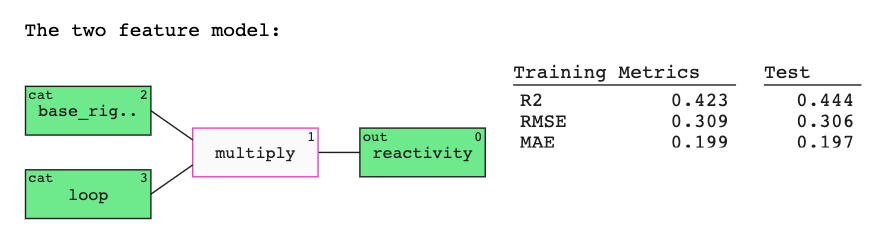 The two feature model:
Training Metrics Test
R2 0.423 0.444
RMSE 0.309 0.306
MAE 0.199 0.197
cat 2
base_rig..
multiply 1
out 0
reactivity
cat 3
loop